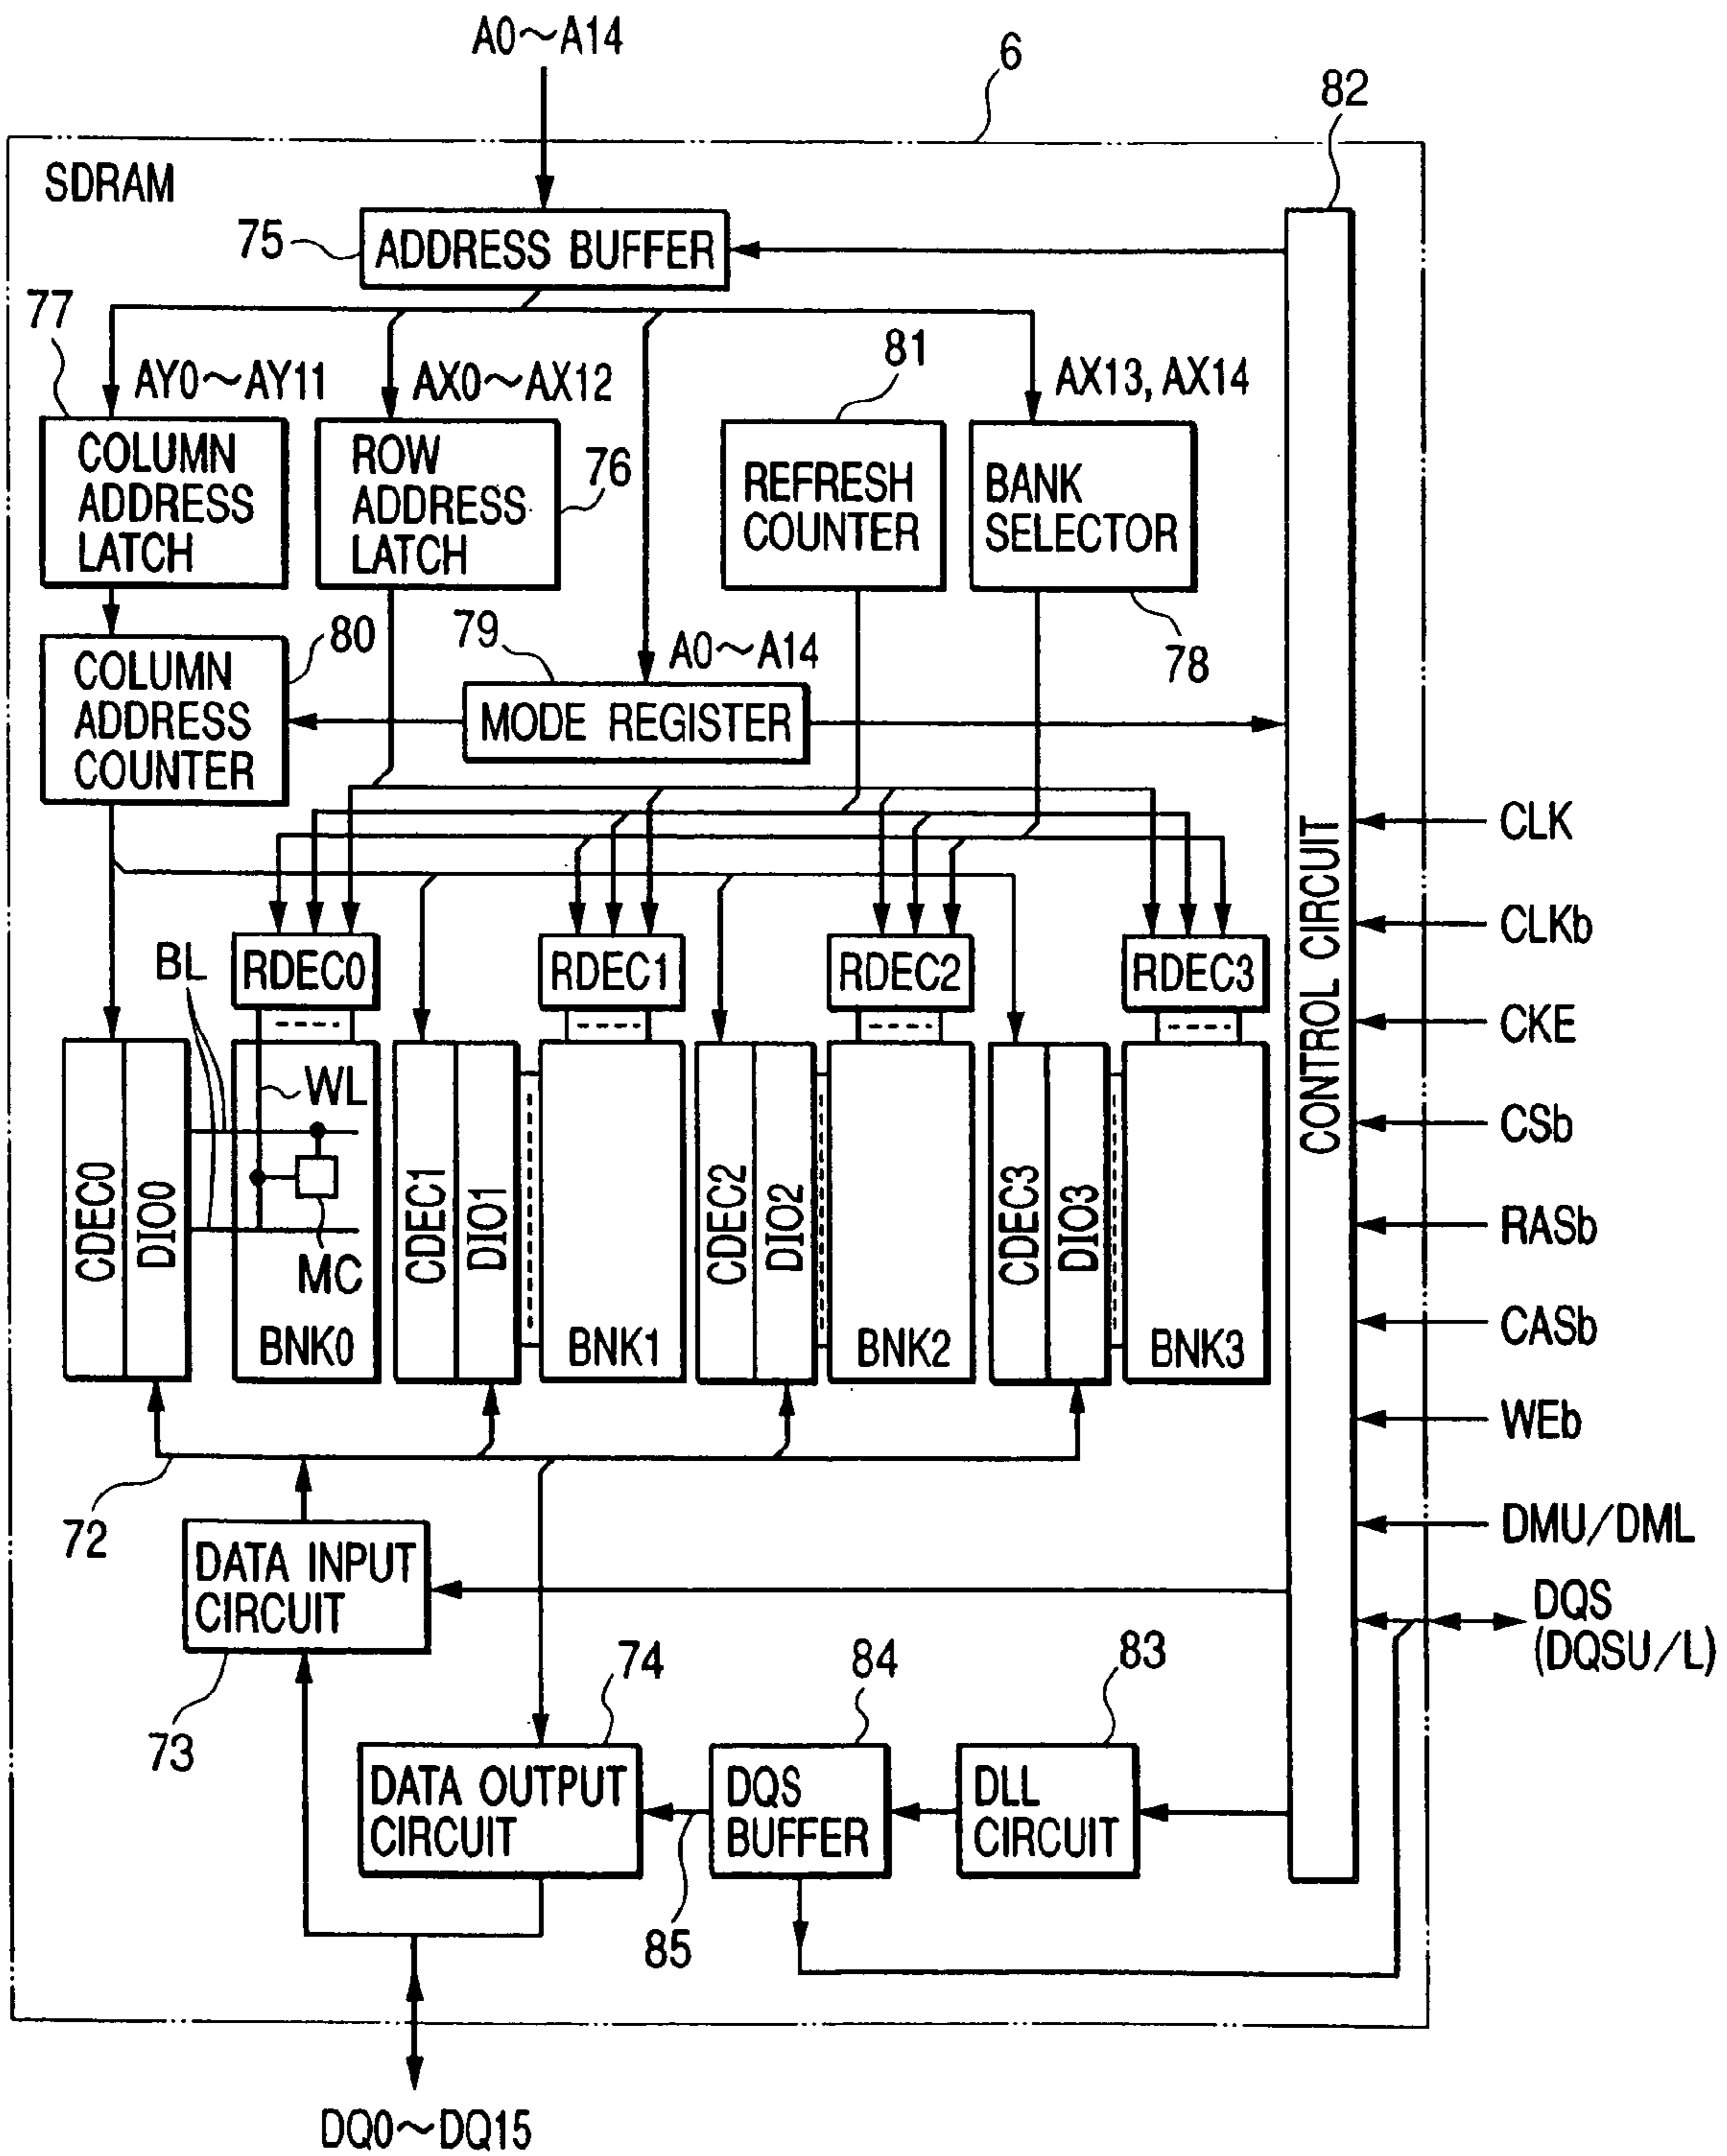 A0~A14
6
82
SDRAM
75
ADDRESS BUFFER
77
AY0~AY11
AX0~AX12
81
AX13, AX14
COLUMN
ADDRESS
LATCH
ROW
ADDRESS
LATCH
76
REFRESH
COUNTER
BANK
SELECTOR
78
80
79
A0~A14
COLUMN
ADDRESS
COUNTER
MODE REGISTER
CONTROL CIRCUIT
CLK
CLKb
CKE
CSb
RASb
CASb
WEb
DMU/DML
DQS
(DQSU/L)
BL
RDEC0
RDEC1
RDEC2
RDEC3
WL
MC
CDEC0
DIO0
BNK0
CDEC1
DIO1
BNK1
CDEC2
DIO2
BNK2
CDEC3
DIO3
BNK3
72
DATA INPUT
CIRCUIT
73
74
84
83
DATA OUTPUT
CIRCUIT
DQS
BUFFER
DLL
CIRCUIT
85
DQ0~DQ15